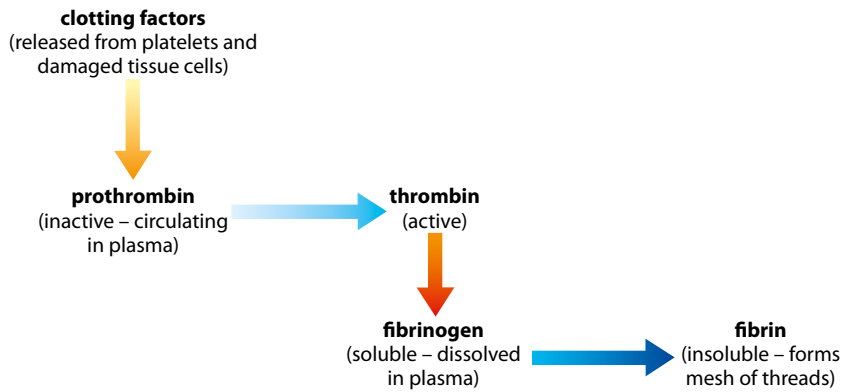 clotting factors
(released from platelets and
damaged tissue cells)
prothrombin
(inactive – circulating
in plasma)
thrombin
(active)
fibrinogen
(soluble – dissolved
in plasma)
fibrin
(insoluble – forms
mesh of threads)